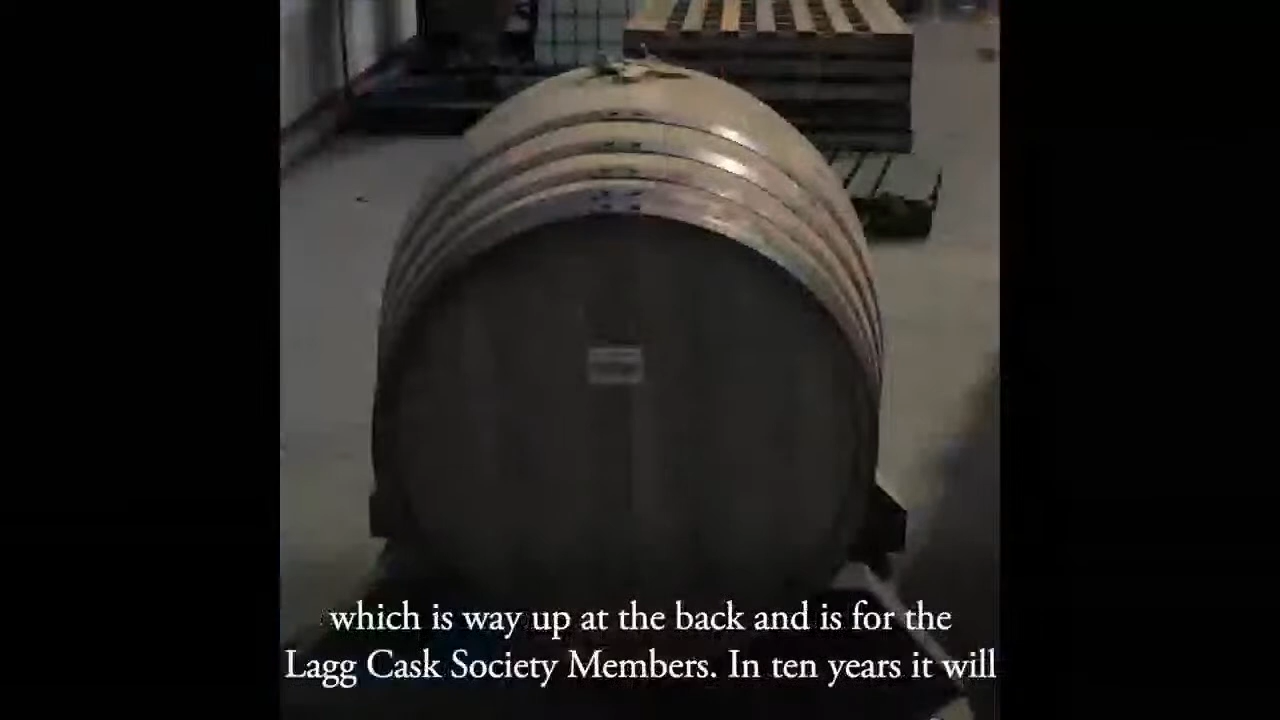 which is way up at the back and is for the
Lagg Cask Society Members. In ten years it will